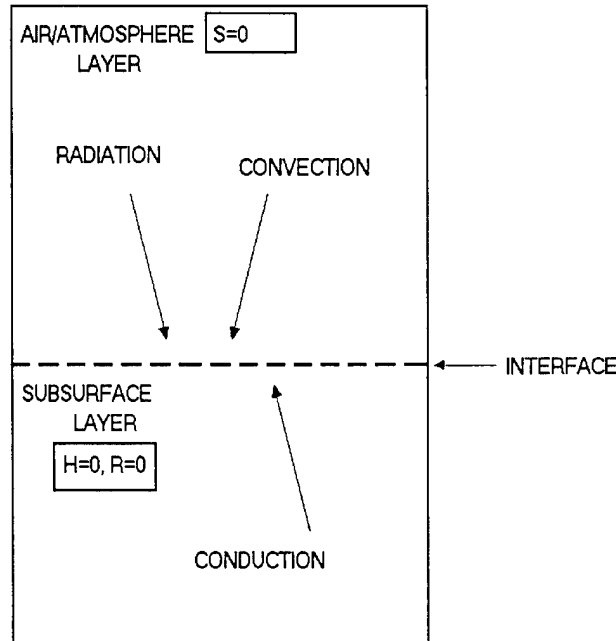 AIR/ATMOSPHERE S=0
LAYER
RADIATION
CONVECTION
INTERFACE
SUBSURFACE
LAYER
H=0, R=0
CONDUCTION